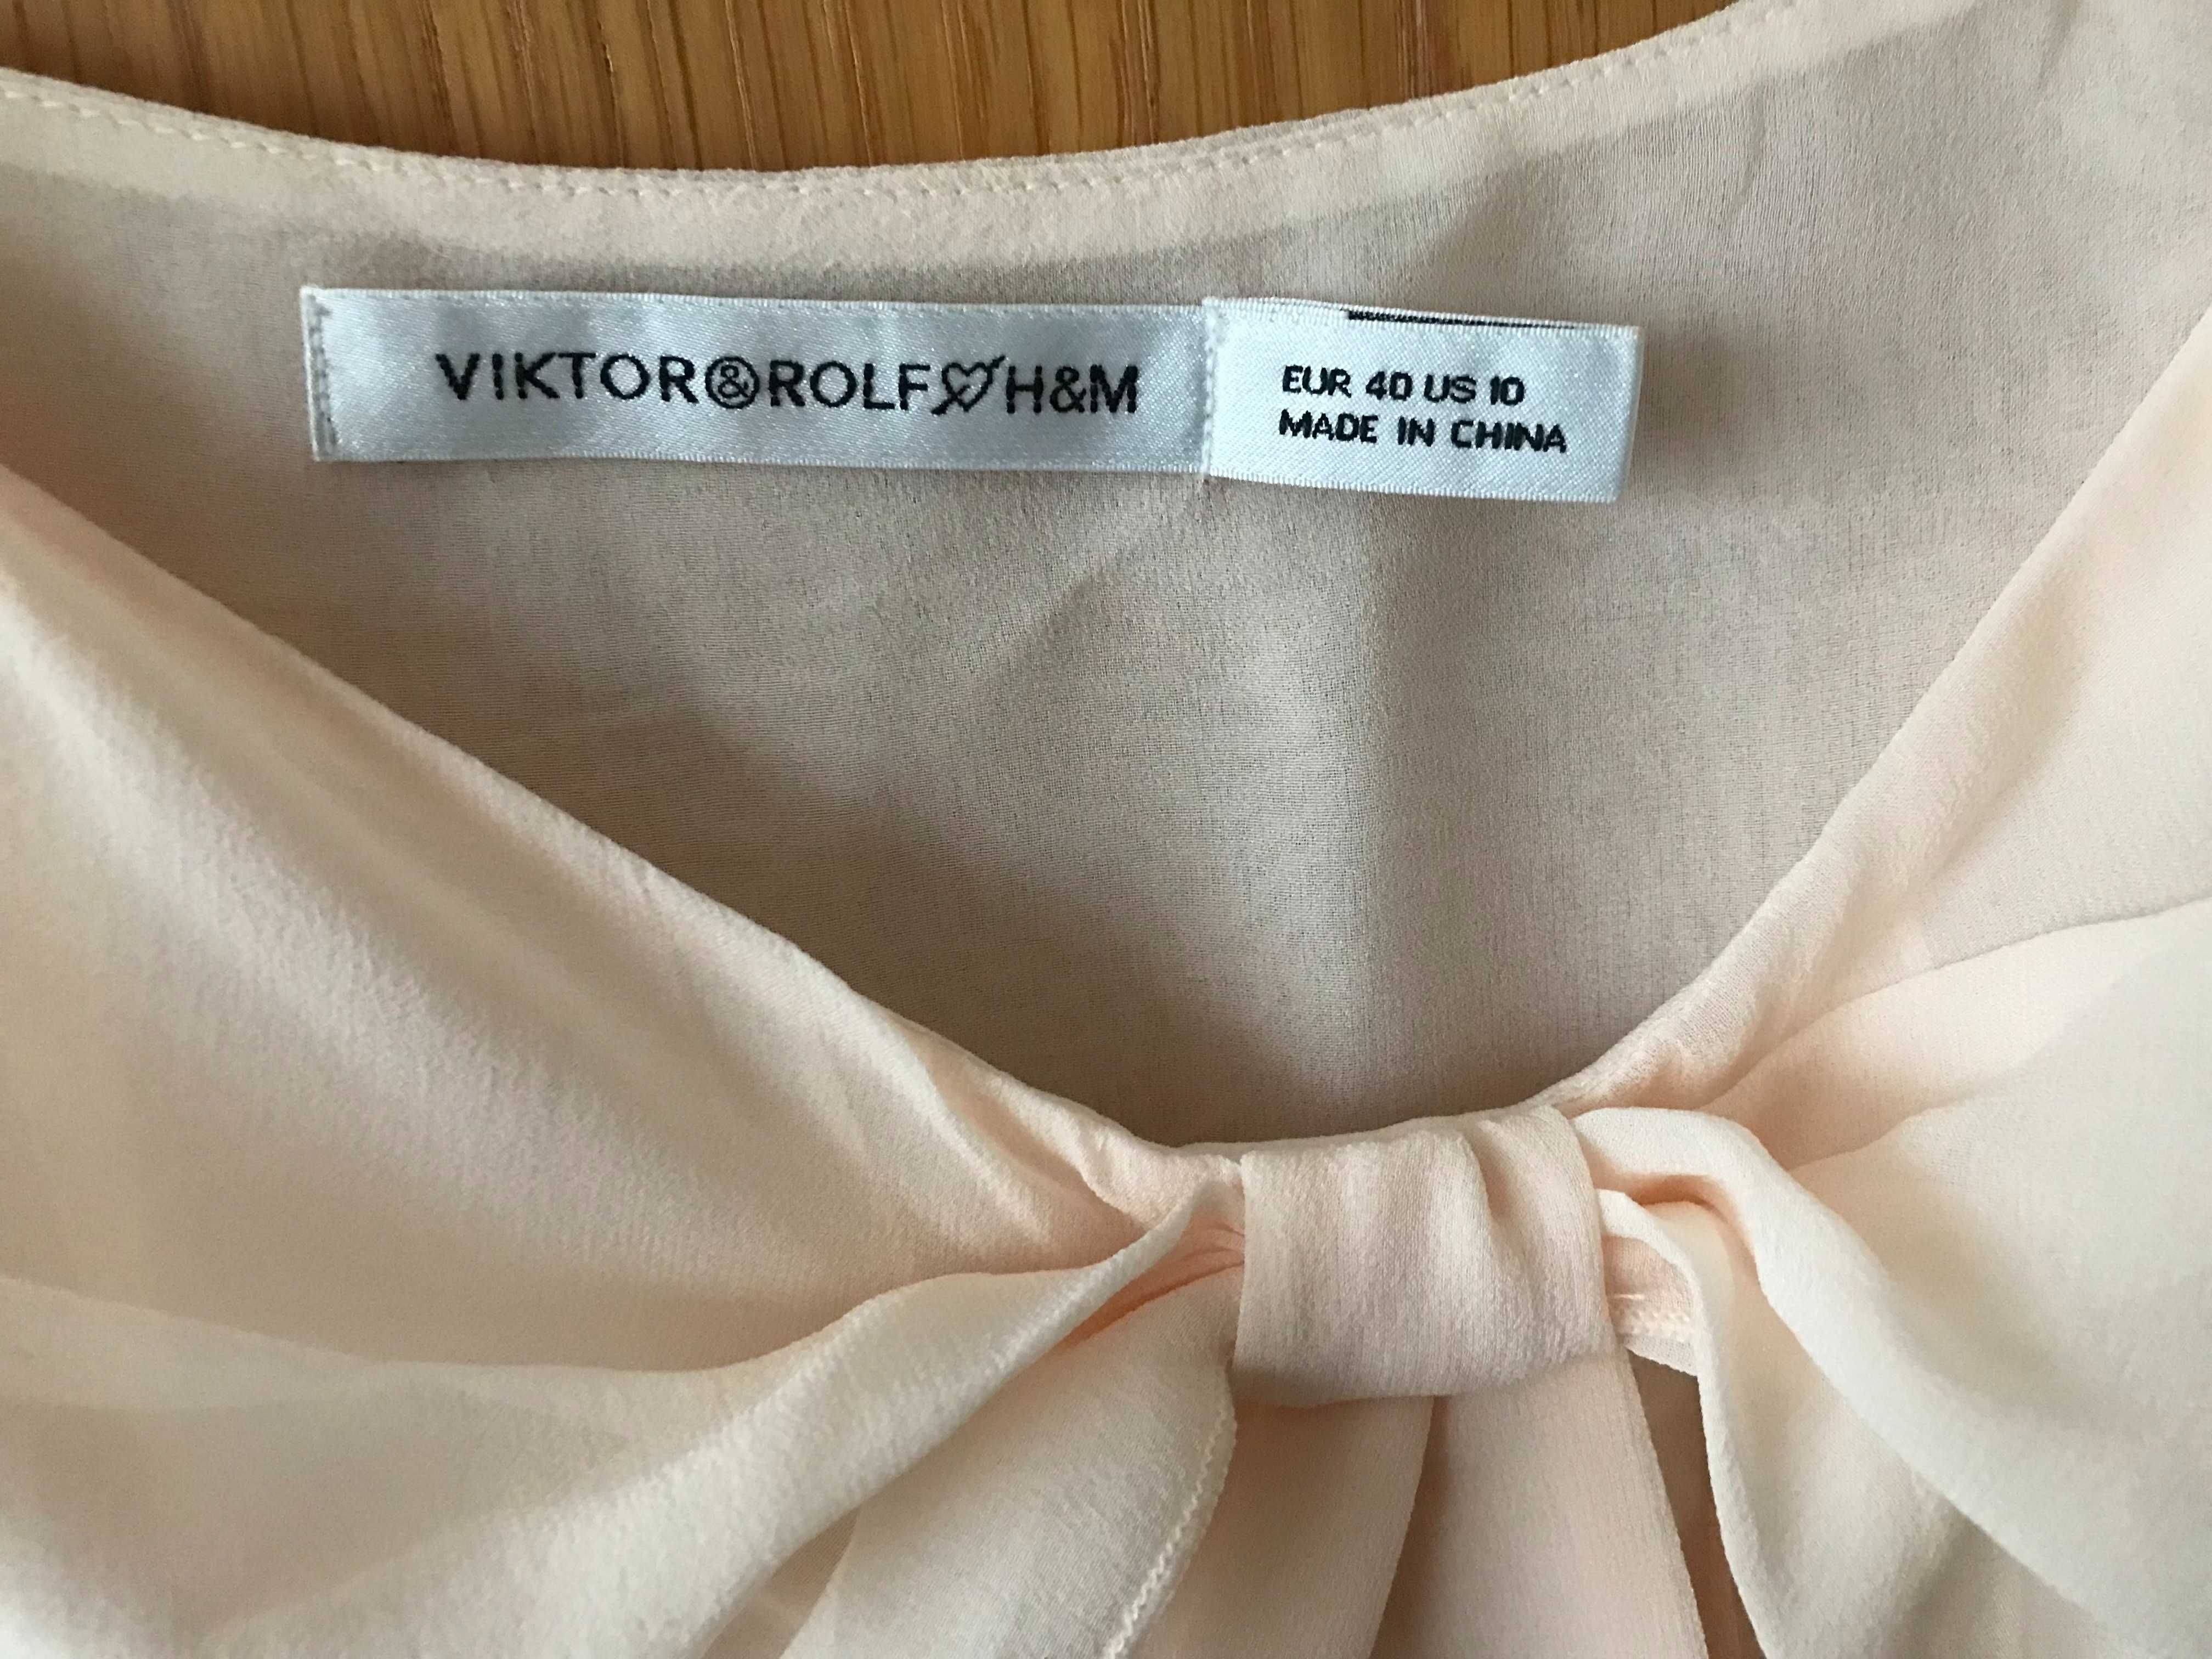 VIKTOR&ROLF H&M
EUR 40 US 10
MADE IN CHINA